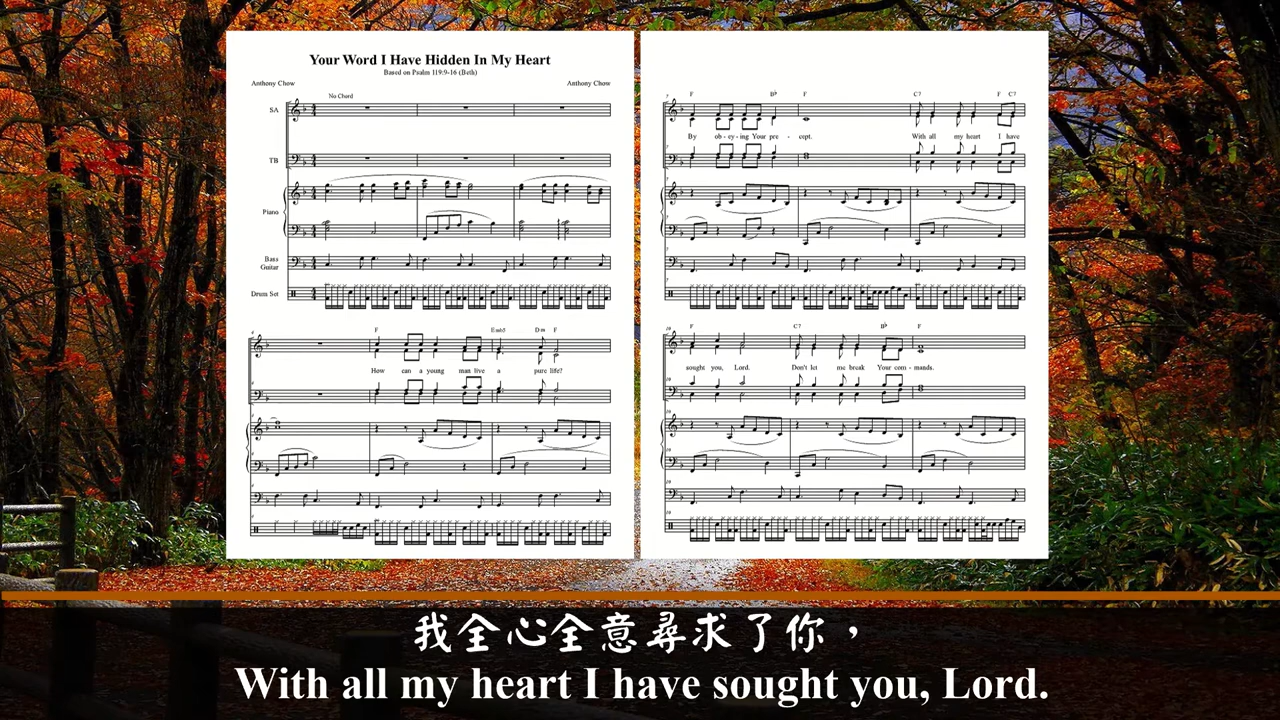 Your Word I Have Hidden In My Heart
Based on Psalm 119:9-16 (Beth)
Anthony Chow
Anthony Chow
No Chord
SA
TB
Piano
Bass
Guitar
Drum Set
F Em♭5 Dm F
How can a young man live a pure life?
F B♭ F C7 F C7
By ob - ey - ing Your pre - cept. With all my heart I have
F C7 B♭ F
sought you, Lord. Don't let me break Your com - mands.
我全心全意尋求了你，
With all my heart I have sought you, Lord.